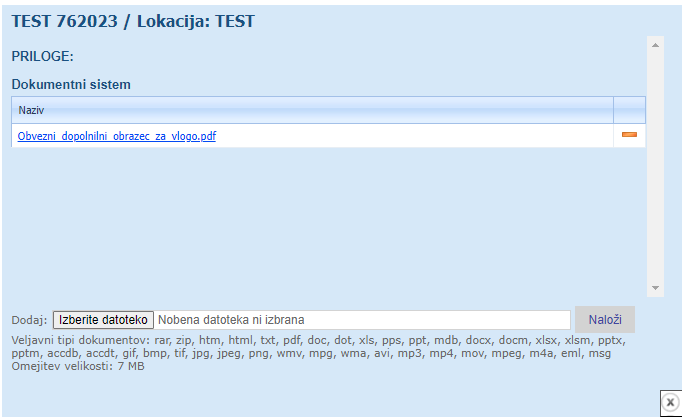 TEST 762023 / Lokacija: TEST
PRILOGE:
Dokumentni sistem
Naziv
Obvezni_dopolnilni_obrazec_za_vlogo.pdf
Dodaj: Izberite datoteko Nobena datoteka ni izbrana Naloži
Veljavni tipi dokumentov: rar, zip, htm, html, txt, pdf, doc, dot, xls, pps, ppt, mdb, docx, docm, xlsx, xlsm, pptx,
pptm, accdb, accdt, gif, bmp, tif, jpg, jpeg, png, wmv, mpg, wma, avi, mp3, mp4, mov, mpeg, m4a, eml, msg
Omejitev velikosti: 7 MB